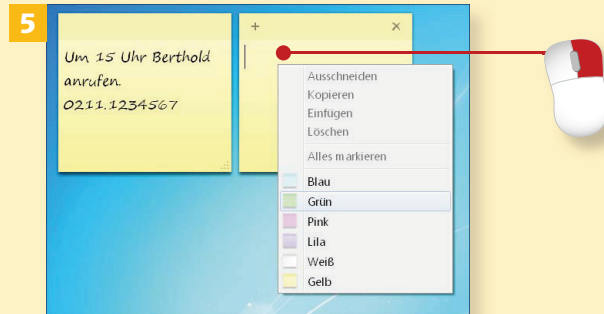 5
Um 15 Uhr Berthold
anrufen.
0211.1234567
+ ×
Ausschneiden
Kopieren
Einfügen
Löschen
Alles markieren
Blau
Grün
Pink
Lila
Weiß
Gelb